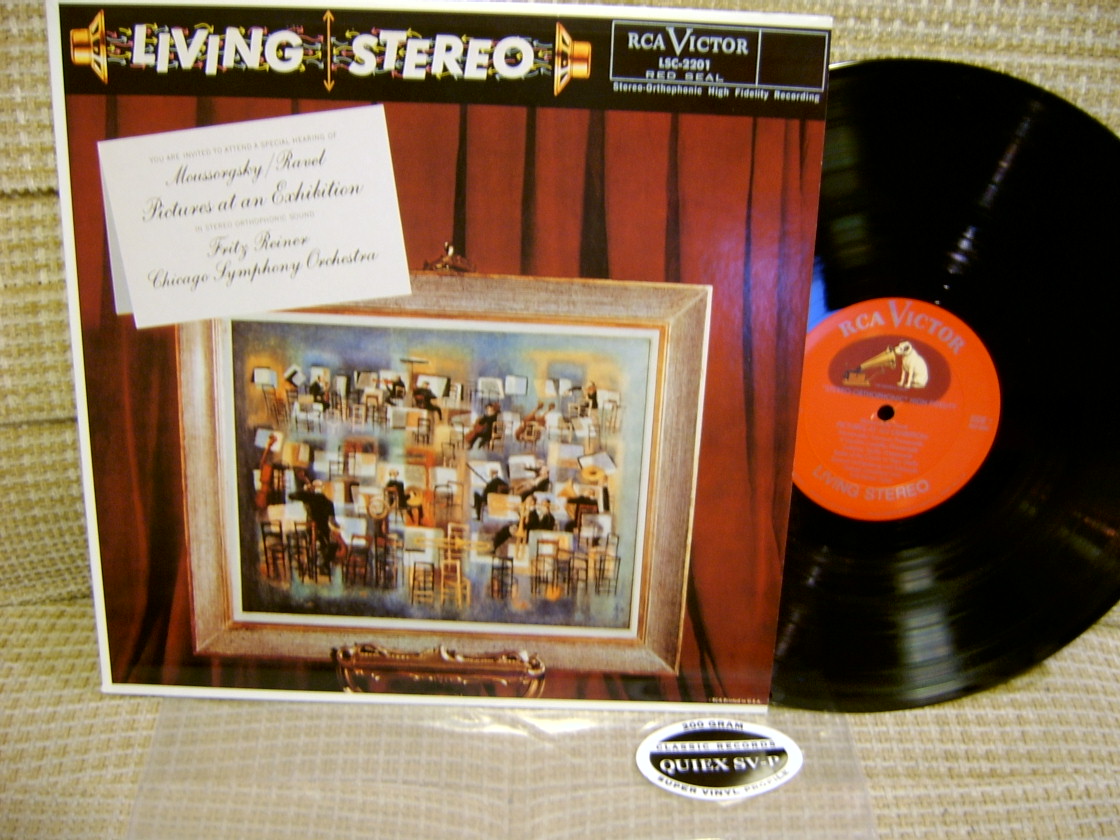 LIVING STEREO
RCA VICTOR
LSC-2201
RED SEAL
Stereo-Orthophonic High Fidelity Recording
YOU ARE INVITED TO ATTEND A SPECIAL HEARING OF
Moussorgsky/Ravel
Pictures at an Exhibition
IN STEREO ORTHOPHONIC SOUND
Fritz Reiner
Chicago Symphony Orchestra
RCA VICTOR
LIVING STEREO
200 GRAM
CLASSIC RECORDS
QUIEX SV-P
SUPER VINYL PROFILE